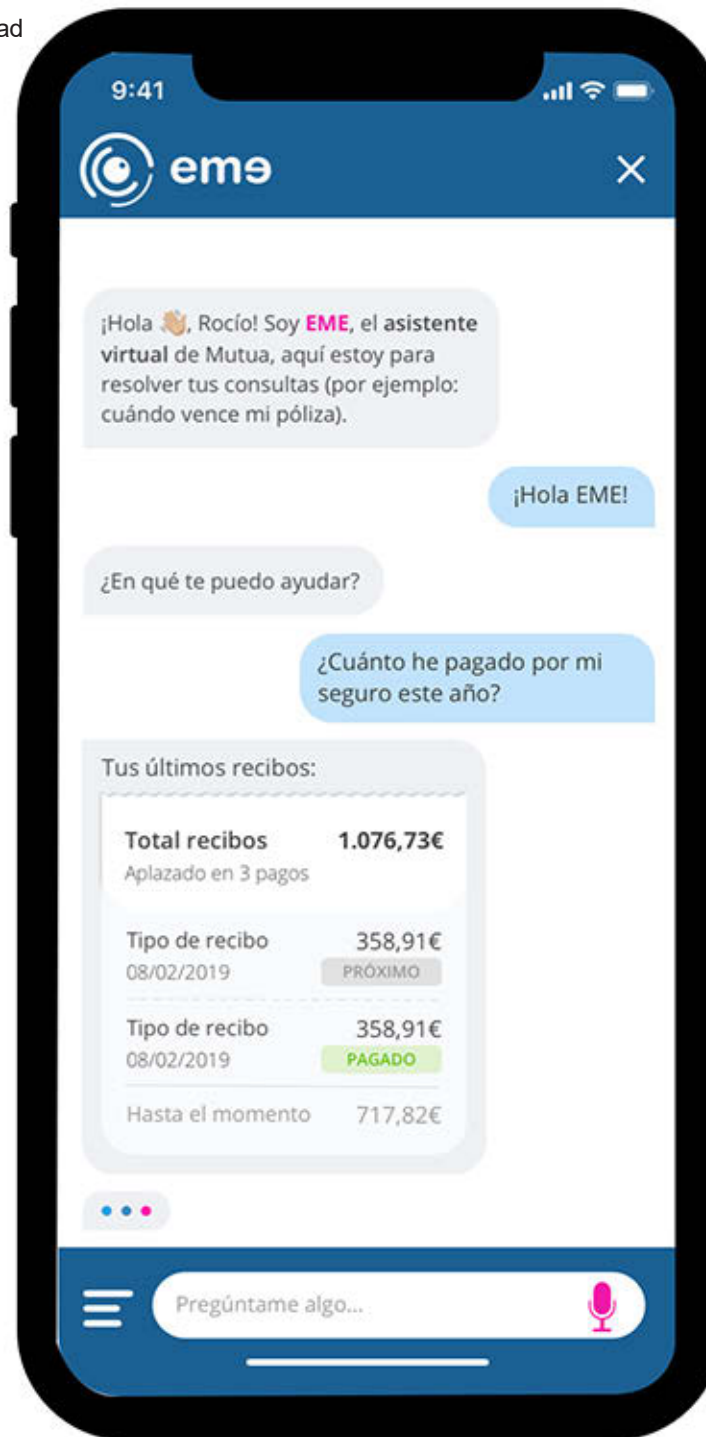 ad
9:41
eme
¡Hola 👋🏼, Rocío! Soy EME, el asistente
virtual de Mutua, aquí estoy para
resolver tus consultas (por ejemplo:
cuándo vence mi póliza).
¡Hola EME!
¿En qué te puedo ayudar?
¿Cuánto he pagado por mi
seguro este año?
Tus últimos recibos:
Total recibos 1.076,73€
Aplazado en 3 pagos
Tipo de recibo 358,91€
08/02/2019 PRÓXIMO
Tipo de recibo 358,91€
08/02/2019 PAGADO
Hasta el momento 717,82€
Pregúntame algo...